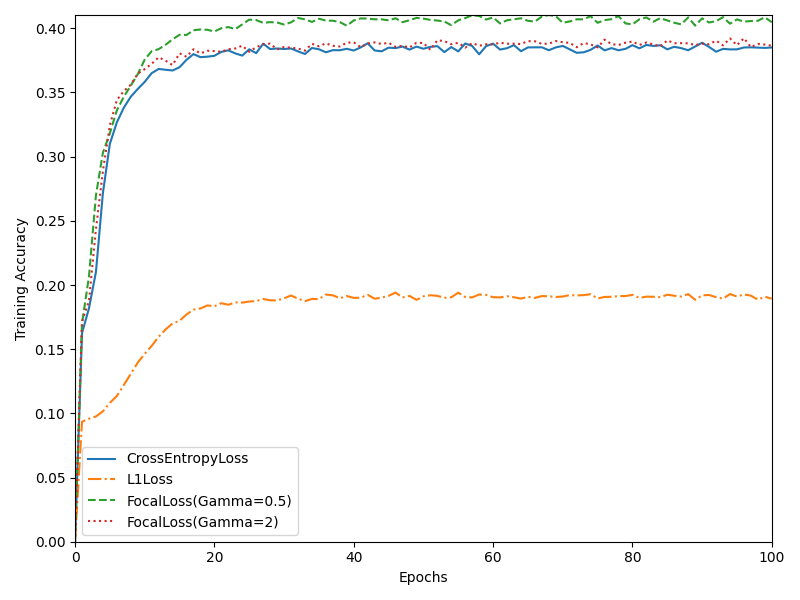 0.40
0.35
0.30
0.25
0.20
0.15
0.10
0.05
0.00
Training Accuracy
CrossEntropyLoss
L1Loss
FocalLoss(Gamma=0.5)
FocalLoss(Gamma=2)
0 20 40 60 80 100
Epochs